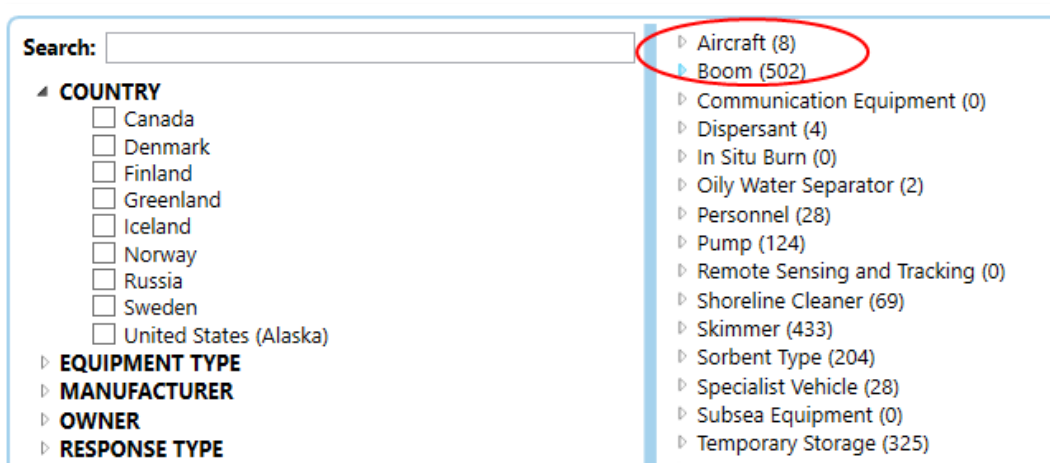 Search:
COUNTRY
Canada
Denmark
Finland
Greenland
Iceland
Norway
Russia
Sweden
United States (Alaska)
EQUIPMENT TYPE
MANUFACTURER
OWNER
RESPONSE TYPE
Aircraft (8)
Boom (502)
Communication Equipment (0)
Dispersant (4)
In Situ Burn (0)
Oily Water Separator (2)
Personnel (28)
Pump (124)
Remote Sensing and Tracking (0)
Shoreline Cleaner (69)
Skimmer (433)
Sorbent Type (204)
Specialist Vehicle (28)
Subsea Equipment (0)
Temporary Storage (325)